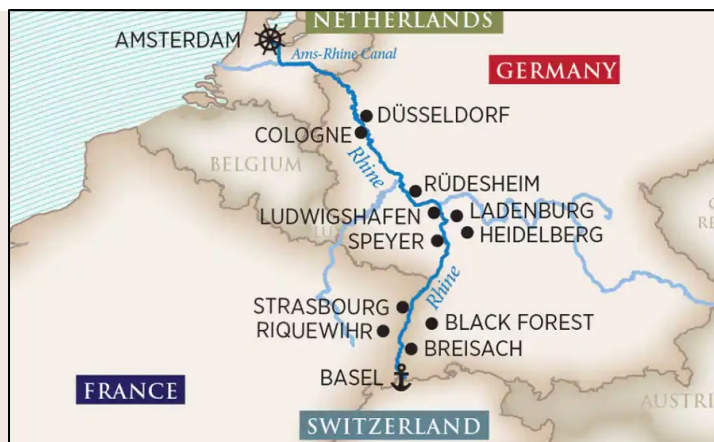 NETHERLANDS
AMSTERDAM
Ams-Rhine Canal
GERMANY
DÜSSELDORF
COLOGNE
BELGIUM
Rhine
RÜDESHEIM
LUDWIGSHAFEN
LADENBURG
SPEYER
HEIDELBERG
Rhine
STRASBOURG
RIQUEWIHR
BLACK FOREST
BREISACH
BASEL
FRANCE
SWITZERLAND
AUSTRI